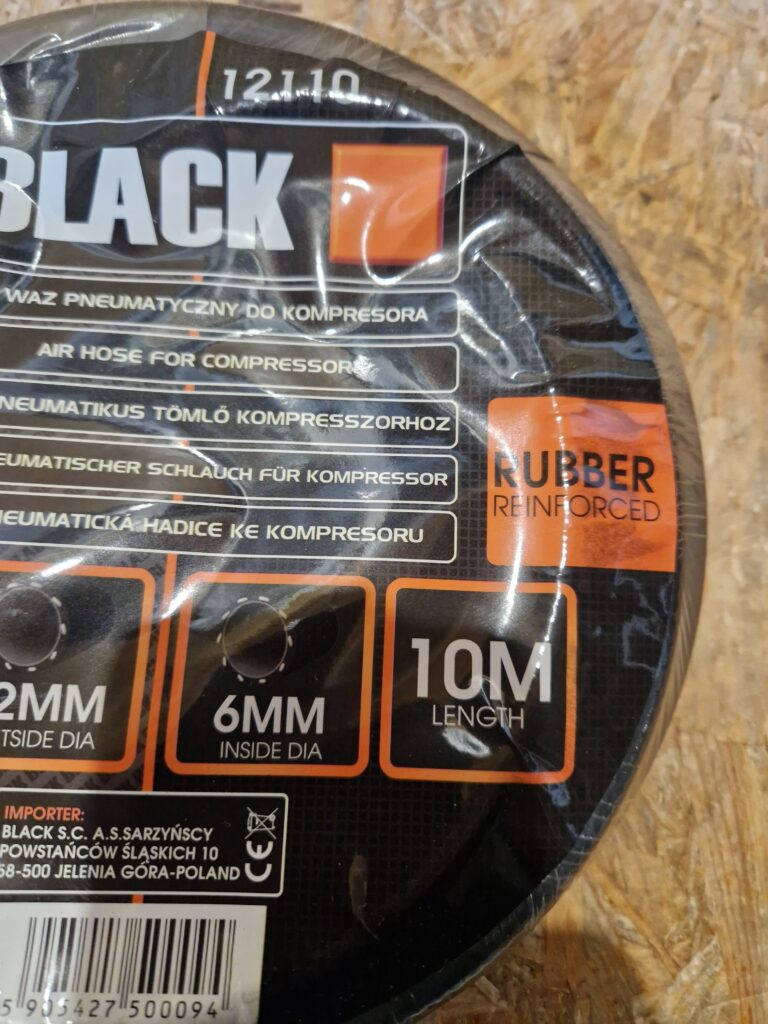 12110
BLACK
WAZ PNEUMATYCZNY DO KOMPRESORA
AIR HOSE FOR COMPRESSOR
NEUMATIKUS TÖMLŐ KOMPRESSZORHOZ
EUMATISCHER SCHLAUCH FÜR KOMPRESSOR
NEUMATICKÁ HADICE KE KOMPRESORU
RUBBER
REINFORCED
2MM
TSIDE DIA
6MM
INSIDE DIA
10M
LENGTH
IMPORTER:
BLACK S.C. A.S.SARZYŃSCY
POWSTAŃCÓW ŚLĄSKICH 10
58-500 JELENIA GÓRA-POLAND
CE
5 905427 500094